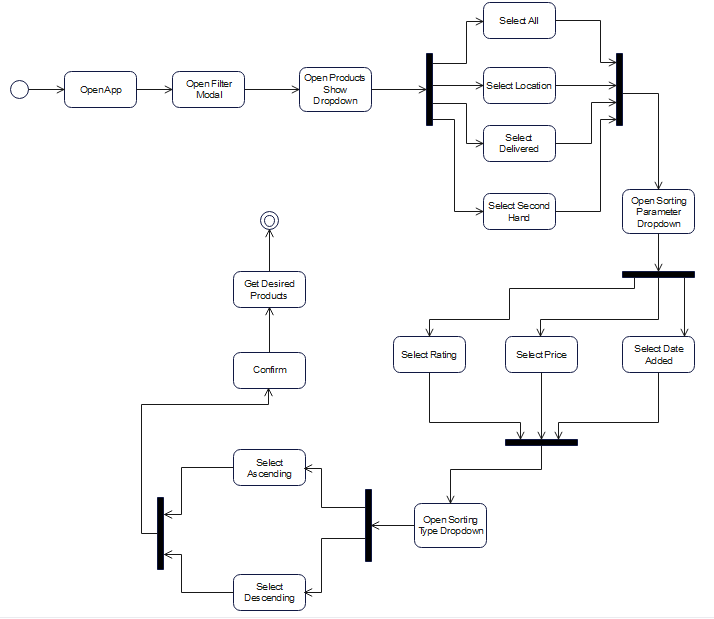 Open App
Open Filter
Modal
Open Products
Show
Dropdown
Select All
Select Location
Select
Delivered
Select Second
Hand
Open Sorting
Parameter
Dropdown
Select Rating
Select Price
Select Date
Added
Open Sorting
Type Dropdown
Select
Ascending
Select
Descending
Confirm
Get Desired
Products